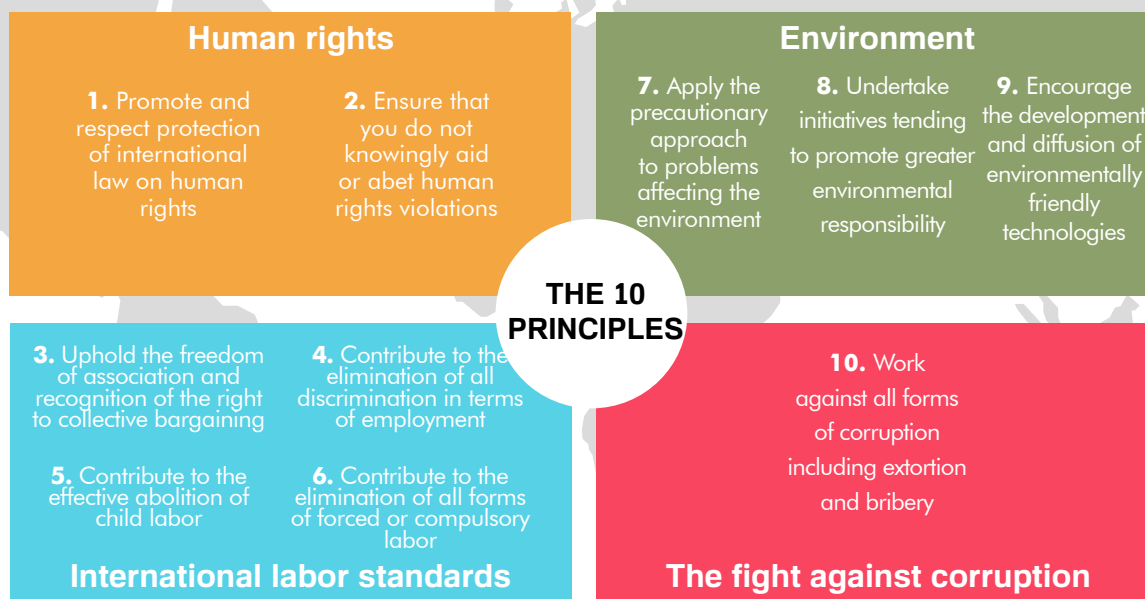 Human rights
1. Promote and
respect protection
of international
law on human
rights
2. Ensure that
you do not
knowingly aid
or abet human
rights violations
Environment
7. Apply the
precautionary
approach
to problems
affecting the
environment
8. Undertake
initiatives tending
to promote greater
environmental
responsibility
9. Encourage
the development
and diffusion of
environmentally
friendly
technologies
THE 10
PRINCIPLES
3. Uphold the freedom
of association and
recognition of the right
to collective bargaining
4. Contribute to the
elimination of all
discrimination in terms
of employment
5. Contribute to the
effective abolition of
child labor
6. Contribute to the
elimination of all forms
of forced or compulsory
labor
International labor standards
10. Work
against all forms
of corruption
including extortion
and bribery
The fight against corruption